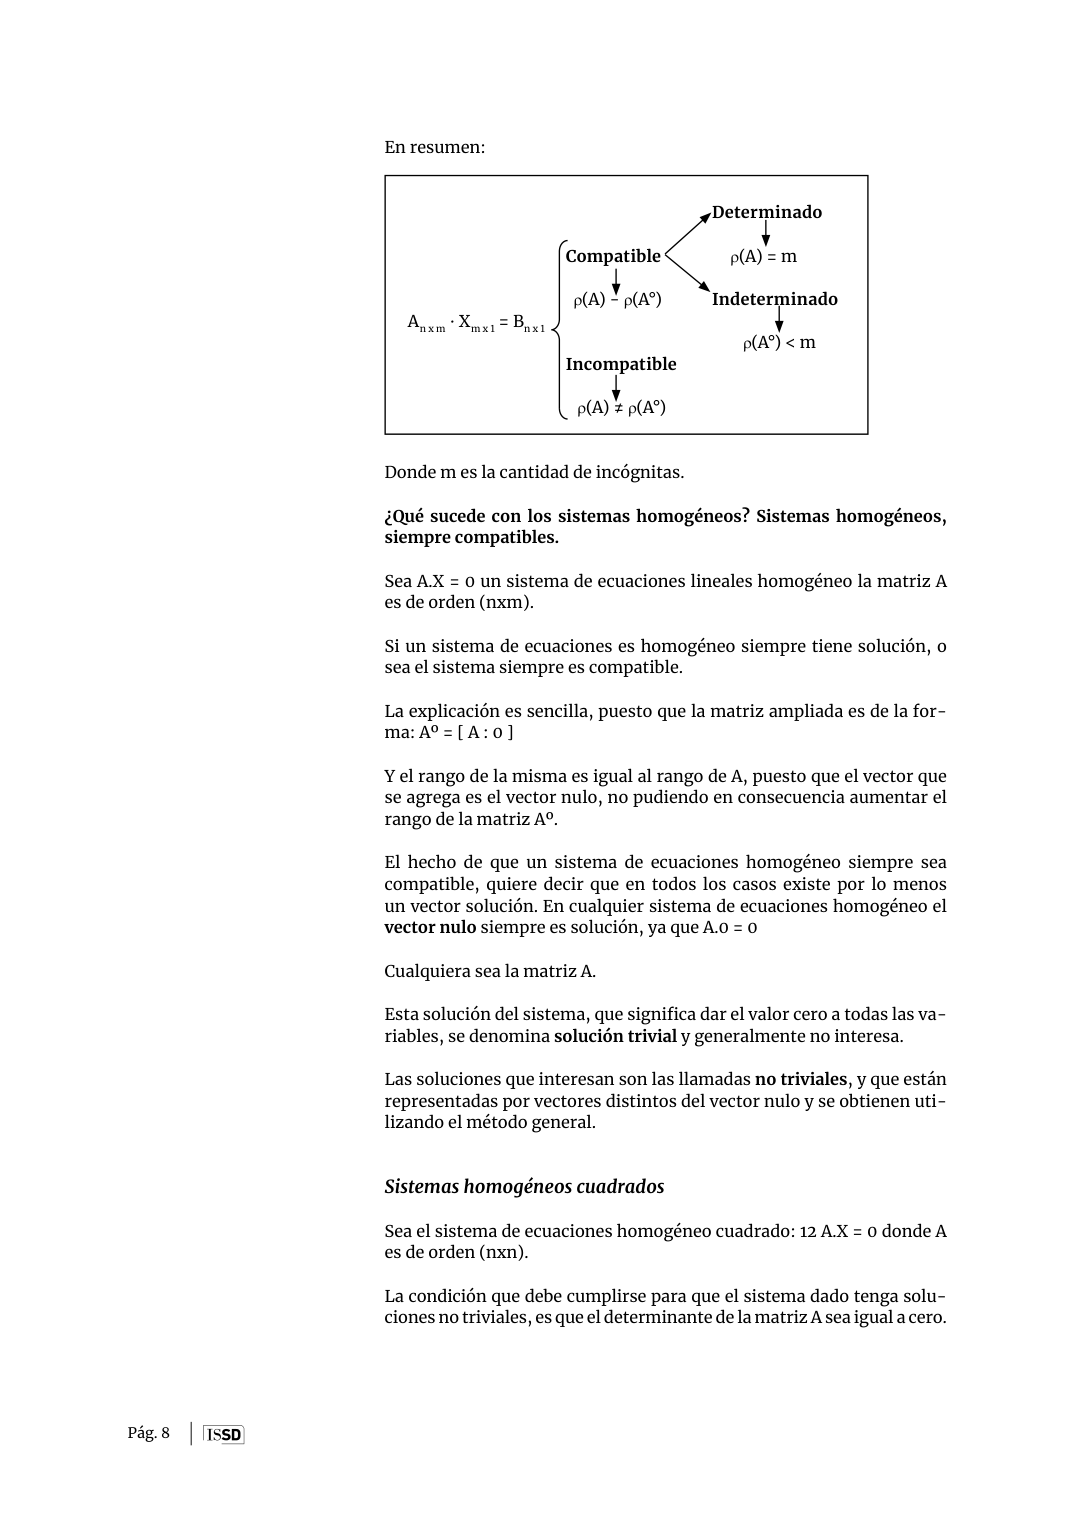 En resumen:
Determinado
Compatible
ρ(A) = m
ρ(A) – ρ(A°)
Indeterminado
A n x m · X m x 1 = B n x 1
ρ(A°) < m
Incompatible
ρ(A) ≠ ρ(A°)
Donde m es la cantidad de incógnitas.
¿Qué sucede con los sistemas homogéneos? Sistemas homogéneos,
siempre compatibles.
Sea A.X = 0 un sistema de ecuaciones lineales homogéneo la matriz A
es de orden (nxm).
Si un sistema de ecuaciones es homogéneo siempre tiene solución, o
sea el sistema siempre es compatible.
La explicación es sencilla, puesto que la matriz ampliada es de la for-
ma: Aº = [ A : 0 ]
Y el rango de la misma es igual al rango de A, puesto que el vector que
se agrega es el vector nulo, no pudiendo en consecuencia aumentar el
rango de la matriz Aº.
El hecho de que un sistema de ecuaciones homogéneo siempre sea
compatible, quiere decir que en todos los casos existe por lo menos
un vector solución. En cualquier sistema de ecuaciones homogéneo el
vector nulo siempre es solución, ya que A.0 = 0
Cualquiera sea la matriz A.
Esta solución del sistema, que significa dar el valor cero a todas las va-
riables, se denomina solución trivial y generalmente no interesa.
Las soluciones que interesan son las llamadas no triviales, y que están
representadas por vectores distintos del vector nulo y se obtienen uti-
lizando el método general.
Sistemas homogéneos cuadrados
Sea el sistema de ecuaciones homogéneo cuadrado: 12 A.X = 0 donde A
es de orden (nxn).
La condición que debe cumplirse para que el sistema dado tenga solu-
ciones no triviales, es que el determinante de la matriz A sea igual a cero.
Pág. 8
ISSD